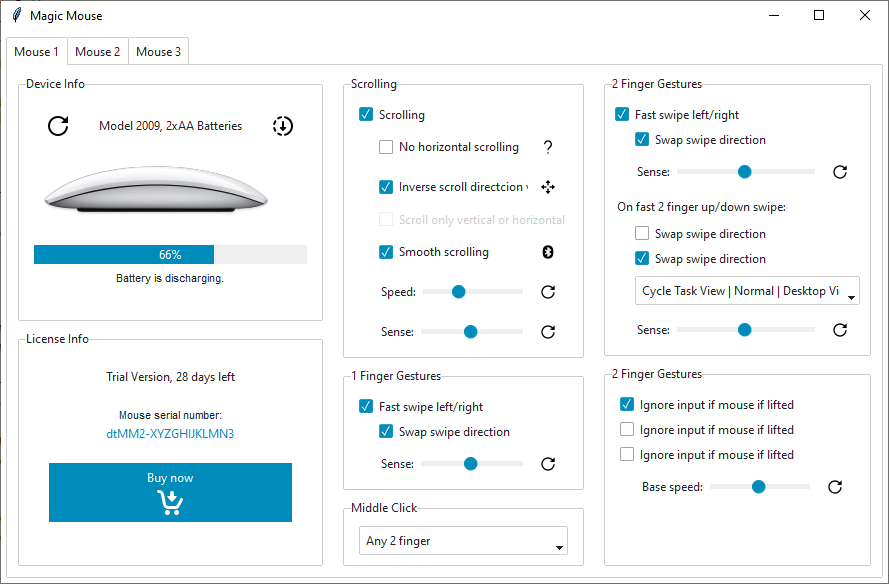 Magic Mouse
Mouse 1
Mouse 2
Mouse 3
Device Info
Model 2009, 2xAA Batteries
66%
Battery is discharging.
License Info
Trial Version, 28 days left
Mouse serial number:
dtMM2-XYZGHIJKLMN3
Buy now
Scrolling
Scrolling
No horizontal scrolling
?
Inverse scroll directcion v
Scroll only vertical or horizontal
Smooth scrolling
Speed:
Sense:
1 Finger Gestures
Fast swipe left/right
Swap swipe direction
Sense:
Middle Click
Any 2 finger
2 Finger Gestures
Fast swipe left/right
Swap swipe direction
Sense:
On fast 2 finger up/down swipe:
Swap swipe direction
Swap swipe direction
Cycle Task View | Normal | Desktop Vi
Sense:
2 Finger Gestures
Ignore input if mouse if lifted
Ignore input if mouse if lifted
Ignore input if mouse if lifted
Base speed: